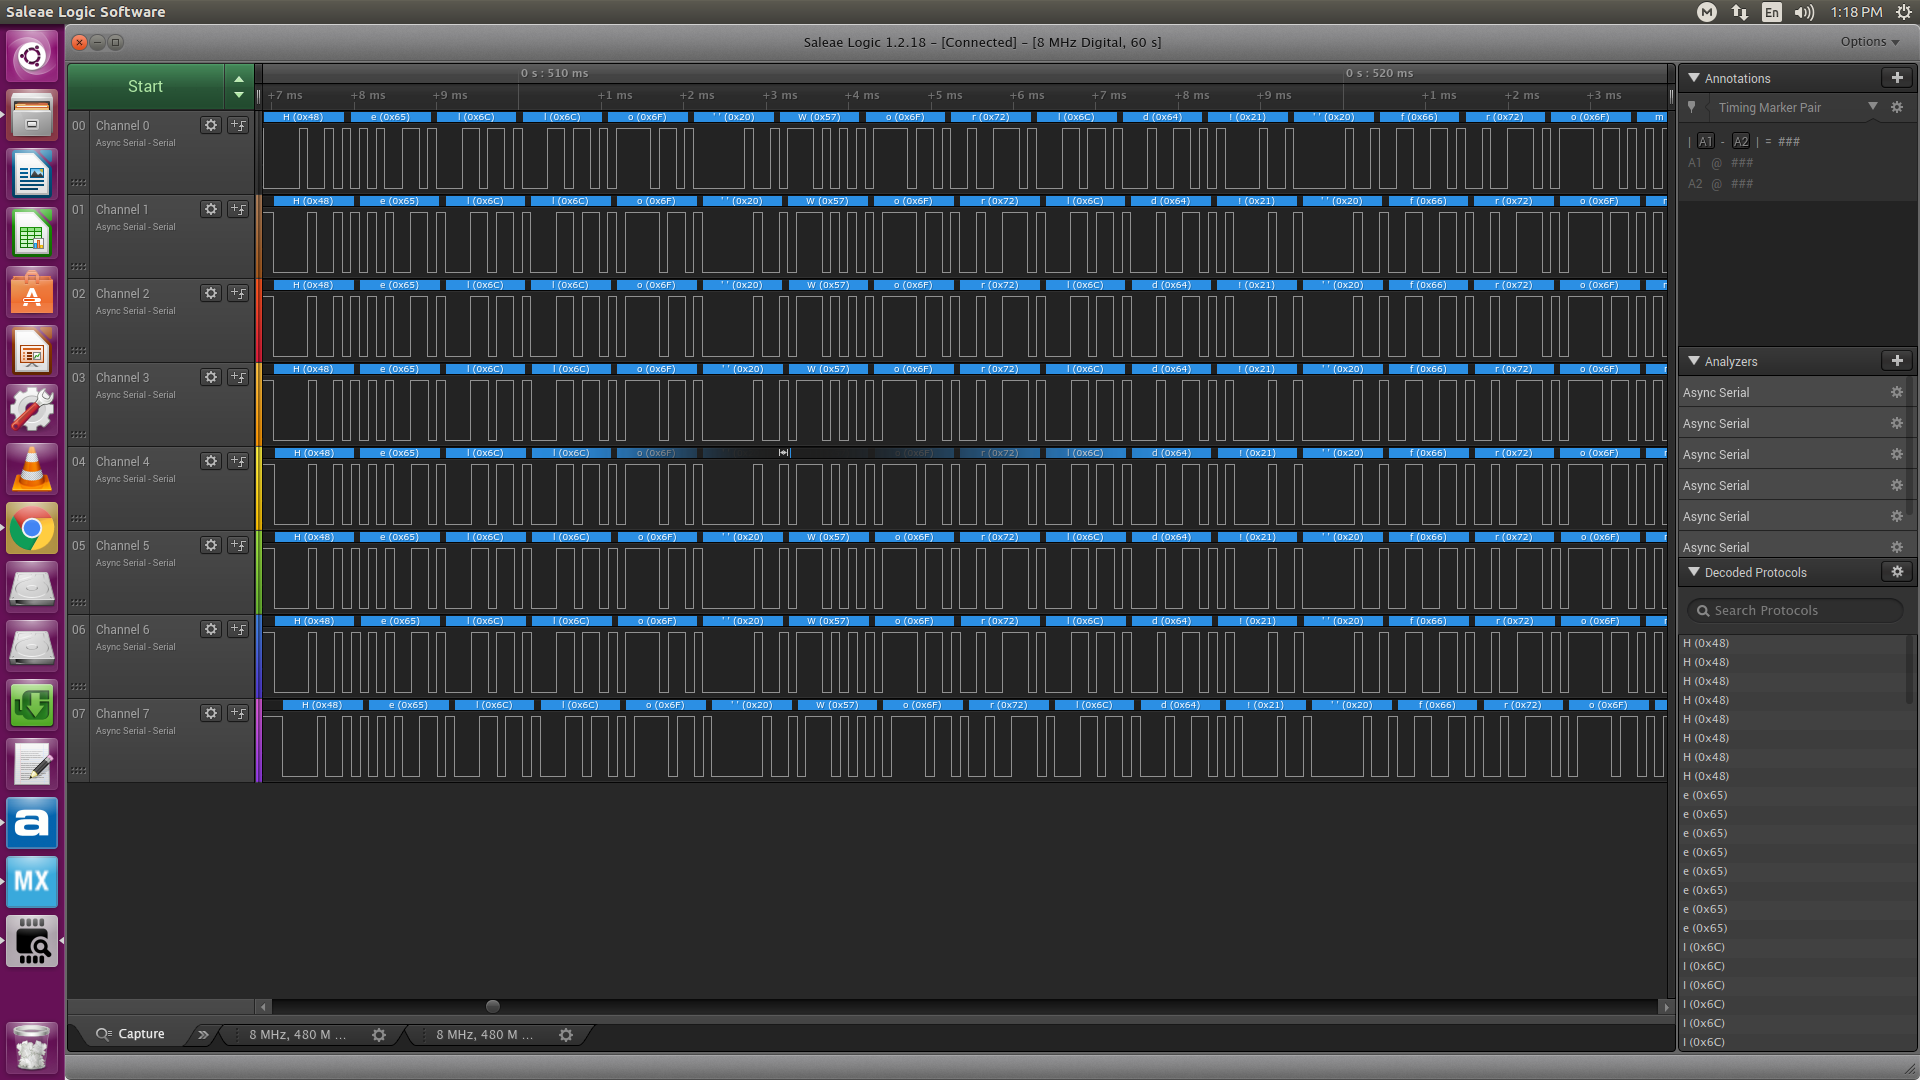 Saleae Logic Software
M En 1:18 PM
Saleae Logic 1.2.18 – [Connected] – [8 MHz Digital, 60 s]
Options
Start
0 s : 510 ms 0 s : 520 ms
+7 ms +8 ms +9 ms +1 ms +2 ms +3 ms +4 ms +5 ms +6 ms +7 ms +8 ms +9 ms +1 ms +2 ms +3 ms
00 Channel 0
Async Serial - Serial
H (0x48) e (0x65) l (0x6C) l (0x6C) o (0x6F) ' ' (0x20) W (0x57) o (0x6F) r (0x72) l (0x6C) d (0x64) ! (0x21) ' ' (0x20) f (0x66) r (0x72) o (0x6F) m
01 Channel 1
Async Serial - Serial
H (0x48) e (0x65) l (0x6C) l (0x6C) o (0x6F) ' ' (0x20) W (0x57) o (0x6F) r (0x72) l (0x6C) d (0x64) ! (0x21) ' ' (0x20) f (0x66) r (0x72) o (0x6F)
02 Channel 2
Async Serial - Serial
H (0x48) e (0x65) l (0x6C) l (0x6C) o (0x6F) ' ' (0x20) W (0x57) o (0x6F) r (0x72) l (0x6C) d (0x64) ! (0x21) ' ' (0x20) f (0x66) r (0x72) o (0x6F)
03 Channel 3
Async Serial - Serial
H (0x48) e (0x65) l (0x6C) l (0x6C) o (0x6F) ' ' (0x20) W (0x57) o (0x6F) r (0x72) l (0x6C) d (0x64) ! (0x21) ' ' (0x20) f (0x66) r (0x72) o (0x6F)
04 Channel 4
Async Serial - Serial
H (0x48) e (0x65) l (0x6C) l (0x6C) o (0x6F) o (0x6F) r (0x72) l (0x6C) d (0x64) ! (0x21) ' ' (0x20) f (0x66) r (0x72) o (0x6F)
05 Channel 5
Async Serial - Serial
H (0x48) e (0x65) l (0x6C) l (0x6C) o (0x6F) ' ' (0x20) W (0x57) o (0x6F) r (0x72) l (0x6C) d (0x64) ! (0x21) ' ' (0x20) f (0x66) r (0x72) o (0x6F)
06 Channel 6
Async Serial - Serial
H (0x48) e (0x65) l (0x6C) l (0x6C) o (0x6F) ' ' (0x20) W (0x57) o (0x6F) r (0x72) l (0x6C) d (0x64) ! (0x21) ' ' (0x20) f (0x66) r (0x72) o (0x6F)
07 Channel 7
Async Serial - Serial
H (0x48) e (0x65) l (0x6C) l (0x6C) o (0x6F) ' ' (0x20) W (0x57) o (0x6F) r (0x72) l (0x6C) d (0x64) ! (0x21) ' ' (0x20) f (0x66) r (0x72) o (0x6F)
Capture
8 MHz, 480 M ...
8 MHz, 480 M ...
Annotations
Timing Marker Pair
| A1 - A2 | = ###
A1 @ ###
A2 @ ###
Analyzers
Async Serial
Async Serial
Async Serial
Async Serial
Async Serial
Async Serial
Decoded Protocols
Search Protocols
H (0x48)
H (0x48)
H (0x48)
H (0x48)
H (0x48)
H (0x48)
H (0x48)
H (0x48)
e (0x65)
e (0x65)
e (0x65)
e (0x65)
e (0x65)
e (0x65)
e (0x65)
e (0x65)
l (0x6C)
l (0x6C)
l (0x6C)
l (0x6C)
l (0x6C)
l (0x6C)
a
MX